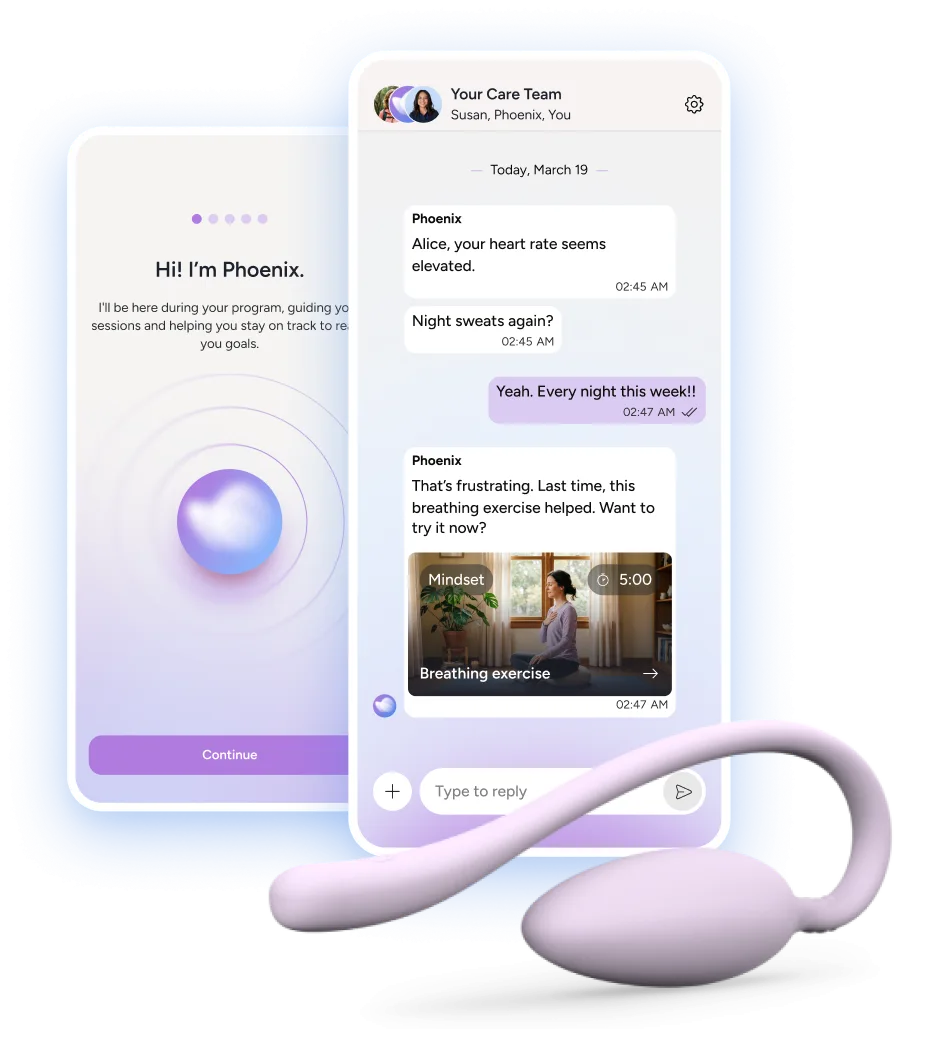 Hi! I’m Phoenix.
I'll be here during your program, guiding yo
sessions and helping you stay on track to re
you goals.
Continue
Your Care Team
Susan, Phoenix, You
Today, March 19
Phoenix
Alice, your heart rate seems
elevated.
02:45 AM
Night sweats again?
02:45 AM
Yeah. Every night this week!!
02:47 AM
Phoenix
That’s frustrating. Last time, this
breathing exercise helped. Want to
try it now?
Mindset
5:00
Breathing exercise
02:47 AM
Type to reply